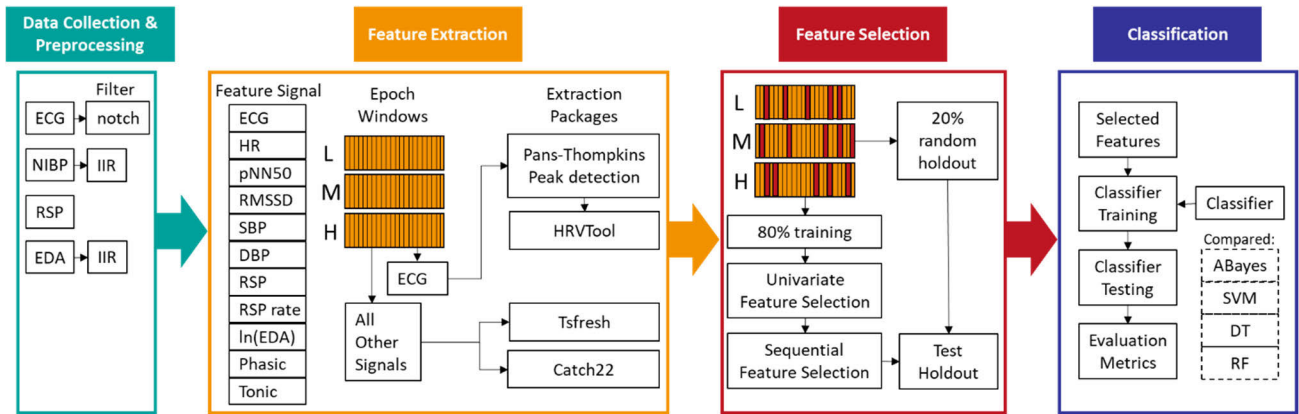 Data Collection &
Preprocessing
Filter
ECG
notch
NIBP
IIR
RSP
EDA
IIR
Feature Extraction
Feature Signal
ECG
HR
pNN50
RMSSD
SBP
DBP
RSP
RSP rate
ln(EDA)
Phasic
Tonic
Epoch
Windows
L
M
H
ECG
All
Other
Signals
Extraction
Packages
Pans-Thompkins
Peak detection
HRVTool
Tsfresh
Catch22
Feature Selection
L
M
H
20%
random
holdout
80% training
Univariate
Feature Selection
Sequential
Feature Selection
Test
Holdout
Classification
Selected
Features
Classifier
Training
Classifier
Classifier
Testing
Evaluation
Metrics
Compared:
ABayes
SVM
DT
RF